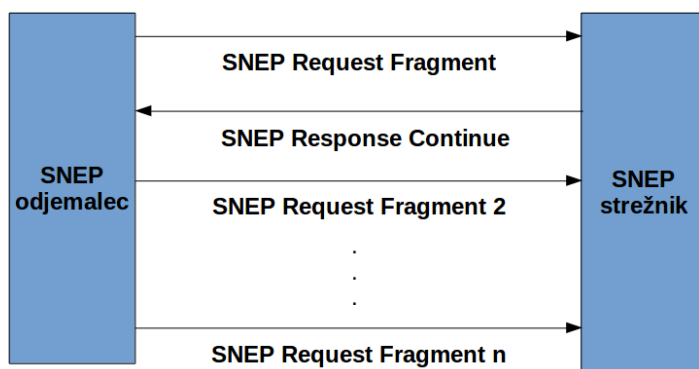 SNEP Request Fragment
SNEP Response Continue
SNEP
odjemalec
SNEP
strežnik
SNEP Request Fragment 2
.
.
.
SNEP Request Fragment n